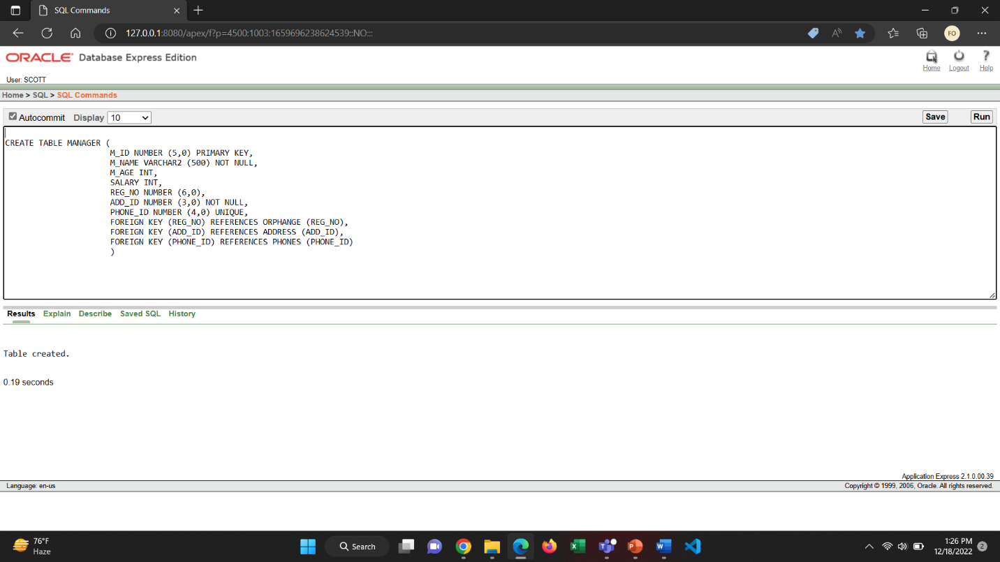 SQL Commands
127.0.0.1:8080/apex/f?p=4500:1003:1659696238624539::NO:::
FO
ORACLE Database Express Edition
Home Logout Help
User: SCOTT
Home > SQL > SQL Commands
Autocommit Display 10 Save Run
CREATE TABLE MANAGER (
M_ID NUMBER (5,0) PRIMARY KEY,
M_NAME VARCHAR2 (500) NOT NULL,
M_AGE INT,
SALARY INT,
REG_NO NUMBER (6,0),
ADD_ID NUMBER (3,0) NOT NULL,
PHONE_ID NUMBER (4,0) UNIQUE,
FOREIGN KEY (REG_NO) REFERENCES ORPHANGE (REG_NO),
FOREIGN KEY (ADD_ID) REFERENCES ADDRESS (ADD_ID),
FOREIGN KEY (PHONE_ID) REFERENCES PHONES (PHONE_ID)
)
Results Explain Describe Saved SQL History
Table created.
0.19 seconds
Application Express 2.1.0.00.39
Language: en-us Copyright © 1999, 2006, Oracle. All rights reserved.
76°F
Haze
Search
1:26 PM
12/18/2022
2